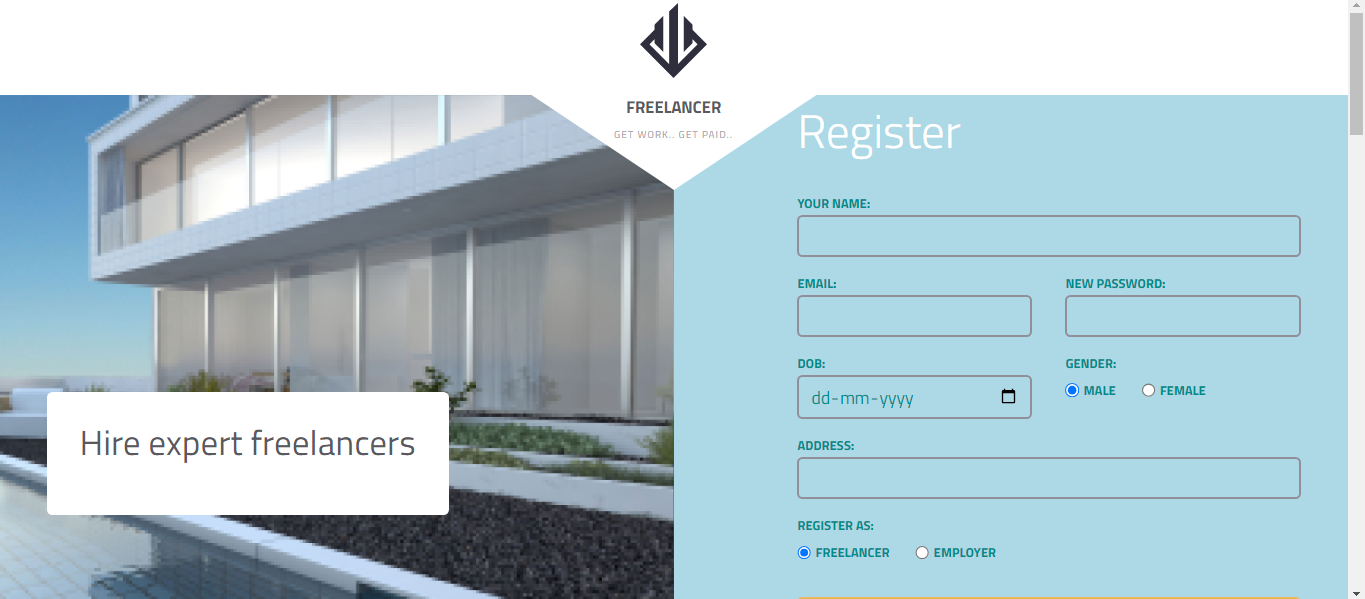 FREELANCER
GET WORK.. GET PAID..
Hire expert freelancers
Register
YOUR NAME:
EMAIL:
NEW PASSWORD:
DOB:
dd-mm-yyyy
GENDER:
MALE
FEMALE
ADDRESS:
REGISTER AS:
FREELANCER
EMPLOYER